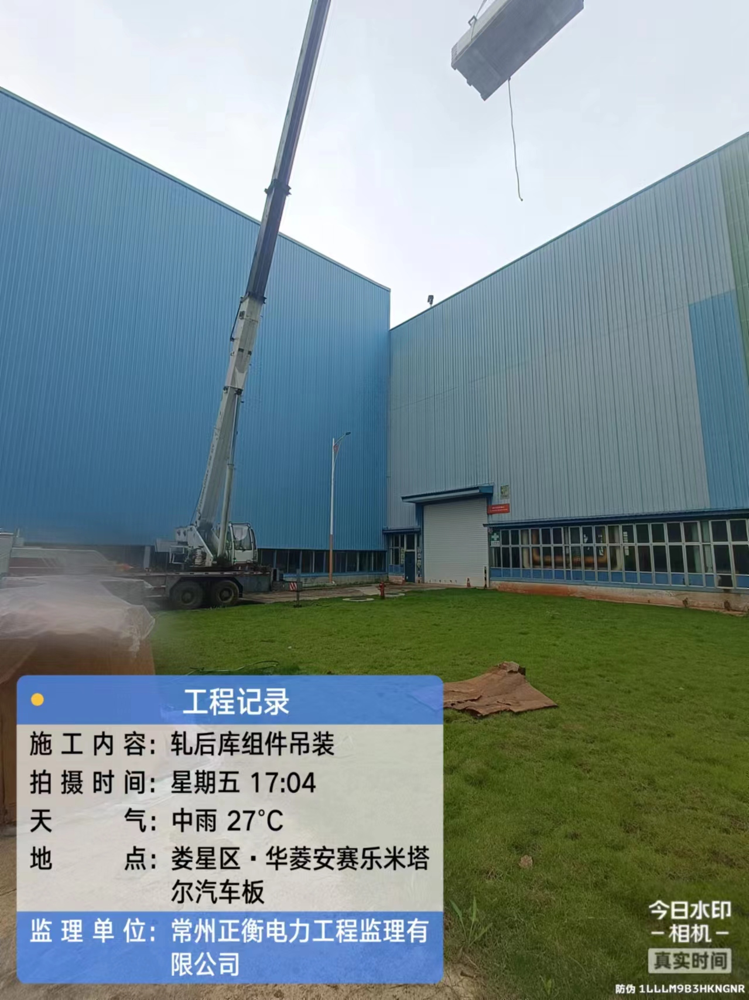 工程记录
施工内容：轧后库组件吊装
拍摄时间：星期五 17:04
天气：中雨 27°C
地点：娄星区·华菱安赛乐米塔
尔汽车板
监理单位：常州正衡电力工程监理有
限公司
今日水印
相机
真实时间
防伪 1LLLM9B3HKNGNR